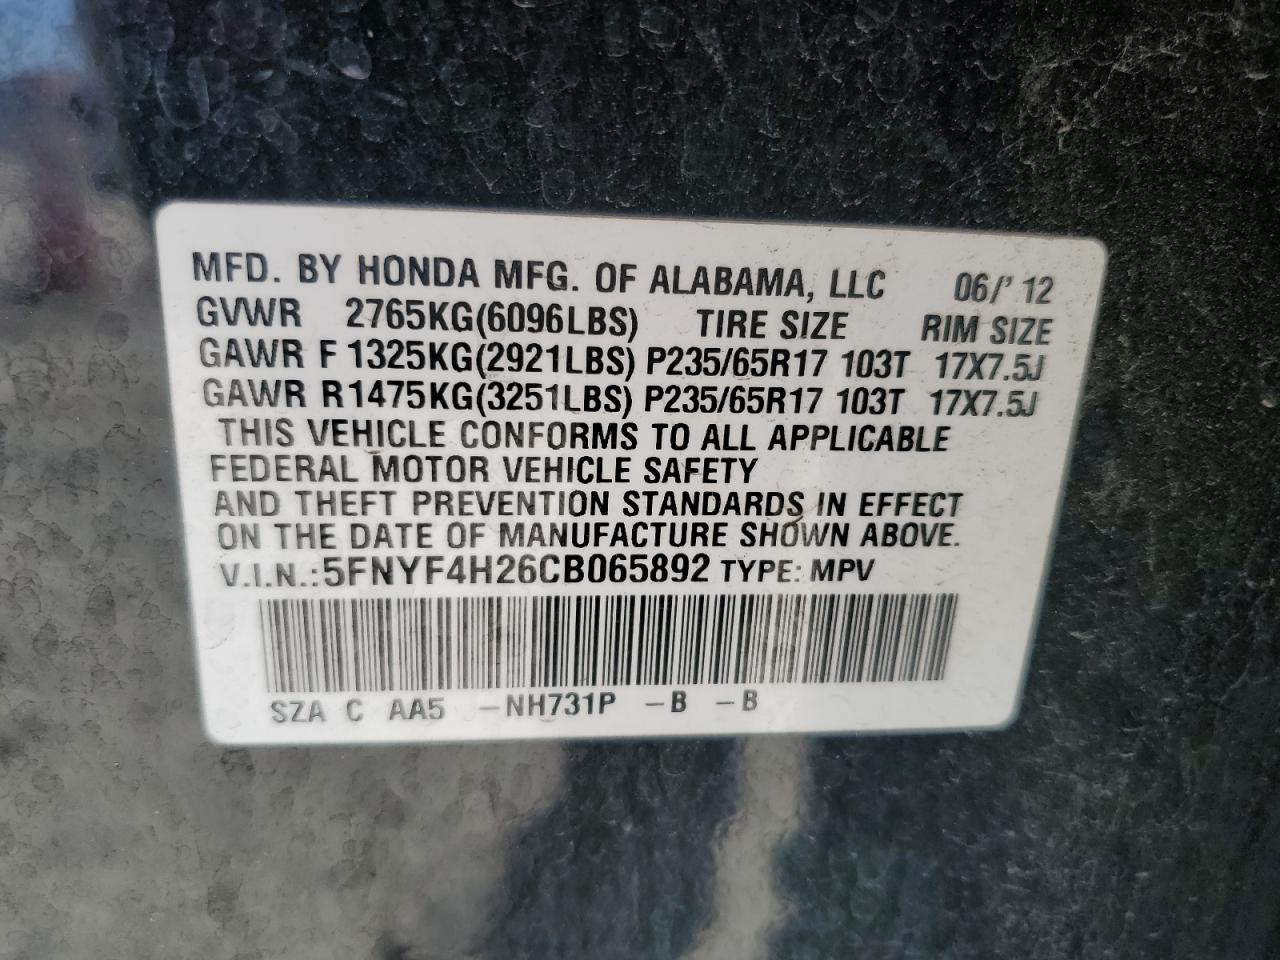 MFD. BY HONDA MFG. OF ALABAMA, LLC 06/'12
GVWR 2765KG(6096LBS) TIRE SIZE RIM SIZE
GAWR F 1325KG(2921LBS) P235/65R17 103T 17X7.5J
GAWR R1475KG(3251LBS) P235/65R17 103T 17X7.5J
THIS VEHICLE CONFORMS TO ALL APPLICABLE
FEDERAL MOTOR VEHICLE SAFETY
AND THEFT PREVENTION STANDARDS IN EFFECT
ON THE DATE OF MANUFACTURE SHOWN ABOVE.
V.I.N.:5FNYF4H26CB065892 TYPE: MPV
SZA C AA5 -NH731P -B -B